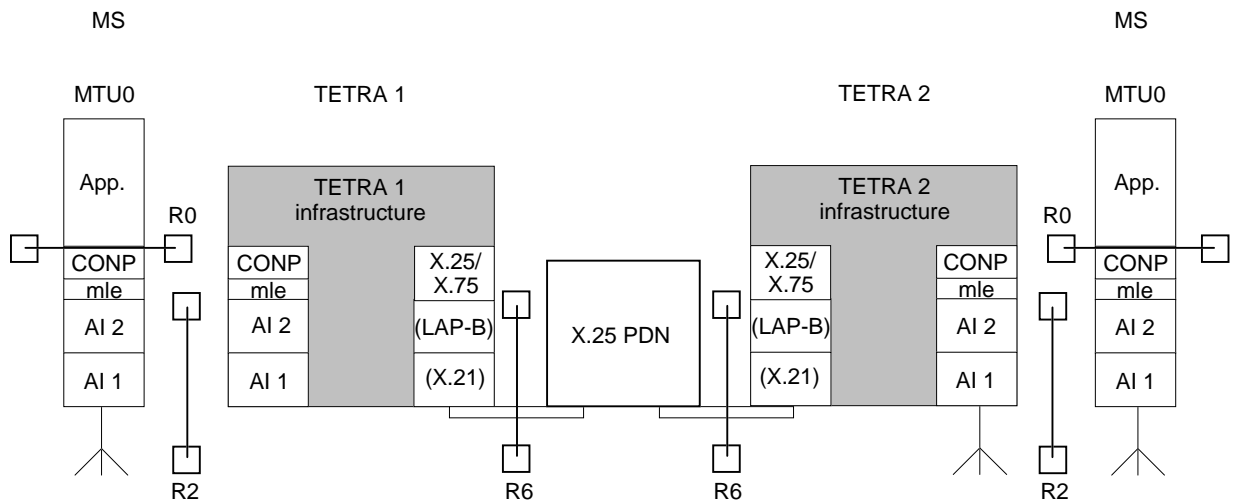 MS
MS
MTU0
TETRA 1
TETRA 2
MTU0
App.
TETRA 1
infrastructure
TETRA 2
infrastructure
App.
R0
R0
CONP
CONP
X.25/
X.75
X.25/
X.75
CONP
CONP
mle
mle
mle
mle
AI 2
AI 2
(LAP-B)
X.25 PDN
(LAP-B)
AI 2
AI 2
AI 1
AI 1
(X.21)
(X.21)
AI 1
AI 1
R2
R6
R6
R2